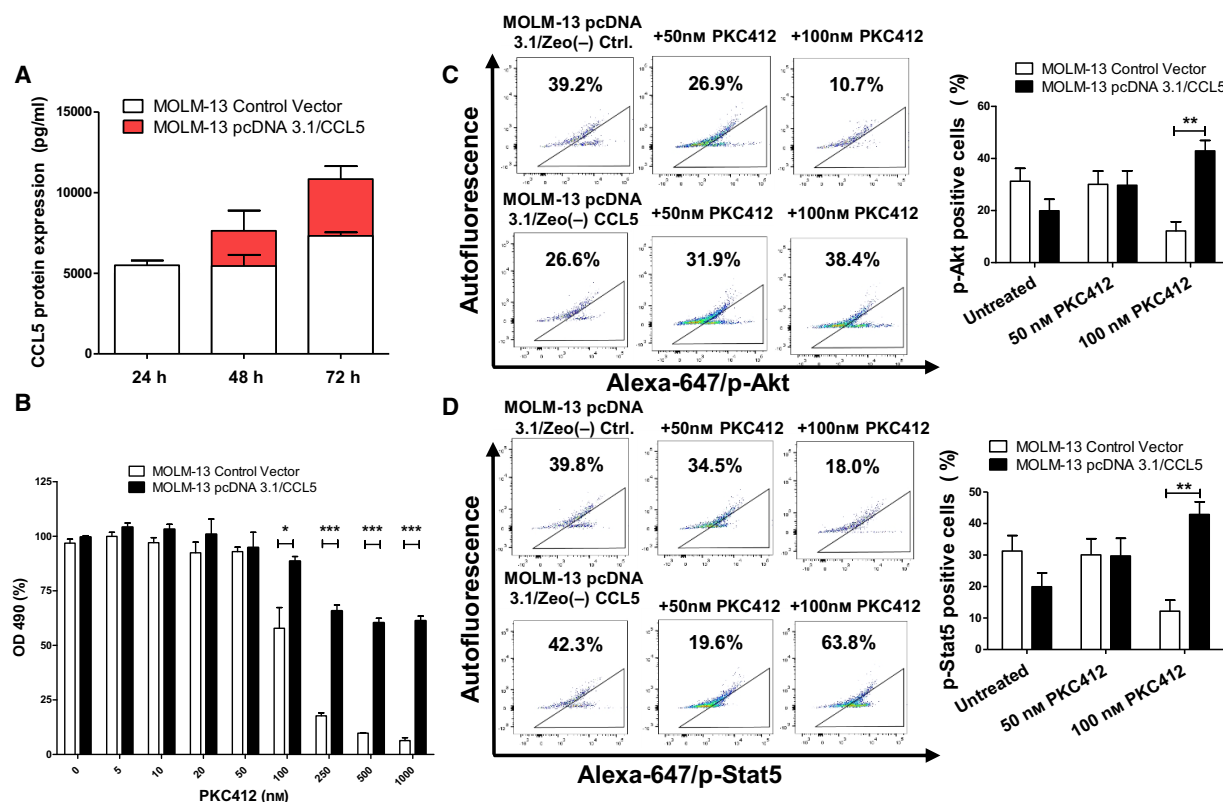 A
CCL5 protein expression (pg/ml)
15000
10000
5000
0
MOLM-13 Control Vector
MOLM-13 pcDNA 3.1/CCL5
24 h 48 h 72 h
B
MOLM-13 Control Vector
MOLM-13 pcDNA 3.1/CCL5
OD 490 (%)
125
100
75
50
25
0
* *** *** ***
0 5 10 20 50 100 250 500 1000
PKC412 (nM)
C
Autofluorescence
MOLM-13 pcDNA
3.1/Zeo(–) Ctrl.
+50nM PKC412
+100nM PKC412
39.2%
26.9%
10.7%
MOLM-13 pcDNA
3.1/Zeo(–) CCL5
+50nM PKC412
+100nM PKC412
26.6%
31.9%
38.4%
Alexa-647/p-Akt
MOLM-13 Control Vector
MOLM-13 pcDNA 3.1/CCL5
p-Akt positive cells ( %)
60
40
20
0
**
Untreated
50 nM PKC412
100 nM PKC412
D
Autofluorescence
MOLM-13 pcDNA
3.1/Zeo(–) Ctrl.
+50nM PKC412
+100nM PKC412
39.8%
34.5%
18.0%
MOLM-13 pcDNA
3.1/Zeo(–) CCL5
+50nM PKC412
+100nM PKC412
42.3%
19.6%
63.8%
Alexa-647/p-Stat5
MOLM-13 Control Vector
MOLM-13 pcDNA 3.1/CCL5
p-Stat5 positive cells ( %)
50
40
30
20
10
0
**
Untreated
50 nM PKC412
100 nM PKC412